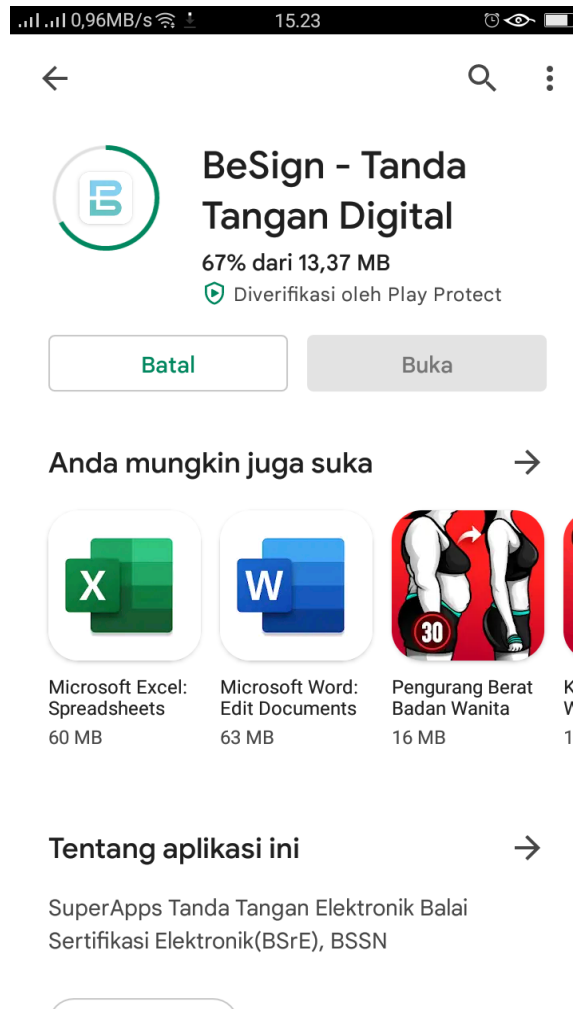 0,96MB/s 15.23
BeSign - Tanda
Tangan Digital
67% dari 13,37 MB
Diverifikasi oleh Play Protect
Batal Buka
Anda mungkin juga suka
X W 30
Microsoft Excel: Microsoft Word: Pengurang Berat
Spreadsheets Edit Documents Badan Wanita
60 MB 63 MB 16 MB
Tentang aplikasi ini
SuperApps Tanda Tangan Elektronik Balai
Sertifikasi Elektronik(BSrE), BSSN